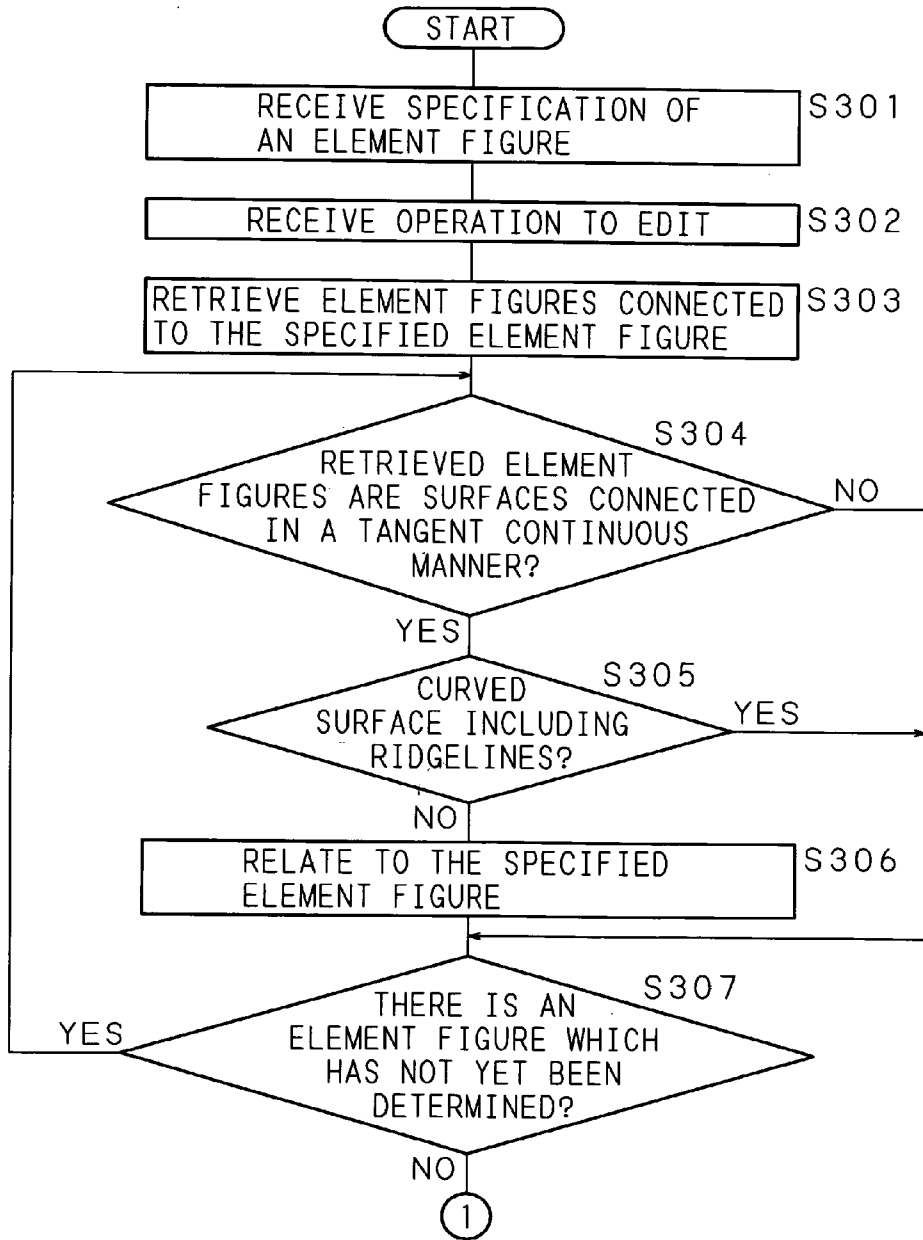 START
RECEIVE SPECIFICATION OF
AN ELEMENT FIGURE
S301
RECEIVE OPERATION TO EDIT
S302
RETRIEVE ELEMENT FIGURES CONNECTED
TO THE SPECIFIED ELEMENT FIGURE
S303
S304
RETRIEVED ELEMENT
FIGURES ARE SURFACES CONNECTED
IN A TANGENT CONTINUOUS
MANNER?
NO
YES
S305
CURVED
SURFACE INCLUDING
RIDGELINES?
YES
NO
RELATE TO THE SPECIFIED
ELEMENT FIGURE
S306
S307
THERE IS AN
ELEMENT FIGURE WHICH
HAS NOT YET BEEN
DETERMINED?
YES
NO
1